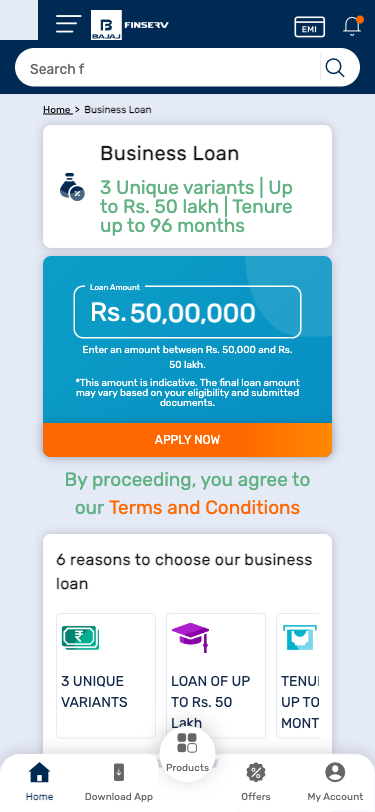 BAJAJ FINSERV
EMI
Search f
Home > Business Loan
Business Loan
3 Unique variants | Up
to Rs. 50 lakh | Tenure
up to 96 months
Loan Amount
Rs. 50,00,000
Enter an amount between Rs. 50,000 and Rs.
50 lakh.
*This amount is indicative. The final loan amount
may vary based on your eligibility and submitted
documents.
APPLY NOW
By proceeding, you agree to
our Terms and Conditions
6 reasons to choose our business
loan
3 UNIQUE
VARIANTS
LOAN OF UP
TO Rs. 50
Lakh
TENU
UP TO
MONT
Products
Home
Download App
Offers
My Account